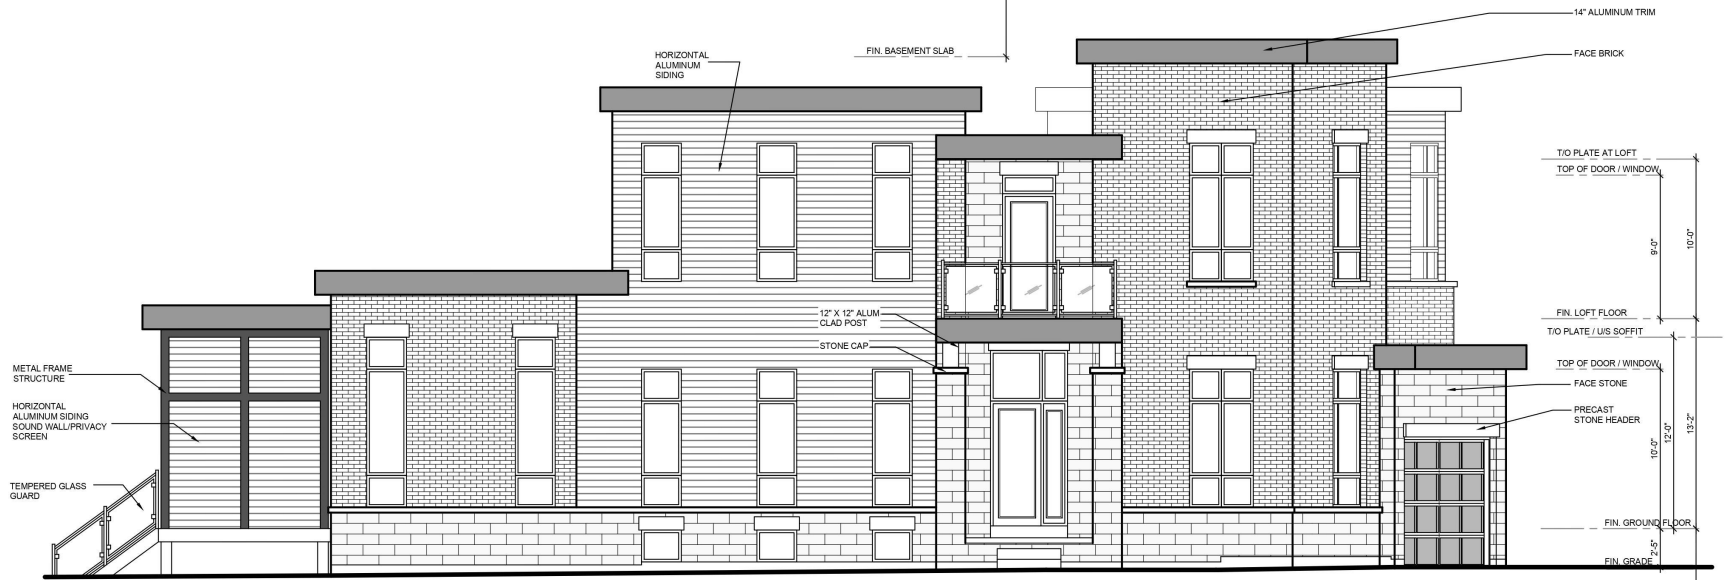 14" ALUMINUM TRIM
FIN. BASEMENT SLAB
FACE BRICK
HORIZONTAL
ALUMINUM
SIDING
T/O PLATE AT LOFT
TOP OF DOOR / WINDOW
9'-0"
10'-0"
12" X 12" ALUM
CLAD POST
STONE CAP
FIN. LOFT FLOOR
T/O PLATE / U/S SOFFIT
TOP OF DOOR / WINDOW
METAL FRAME
STRUCTURE
FACE STONE
HORIZONTAL
ALUMINUM SIDING
SOUND WALL/PRIVACY
SCREEN
PRECAST
STONE HEADER
10'-0"
12'-0"
13'-2"
TEMPERED GLASS
GUARD
FIN. GROUND FLOOR
2'-5"
FIN. GRADE